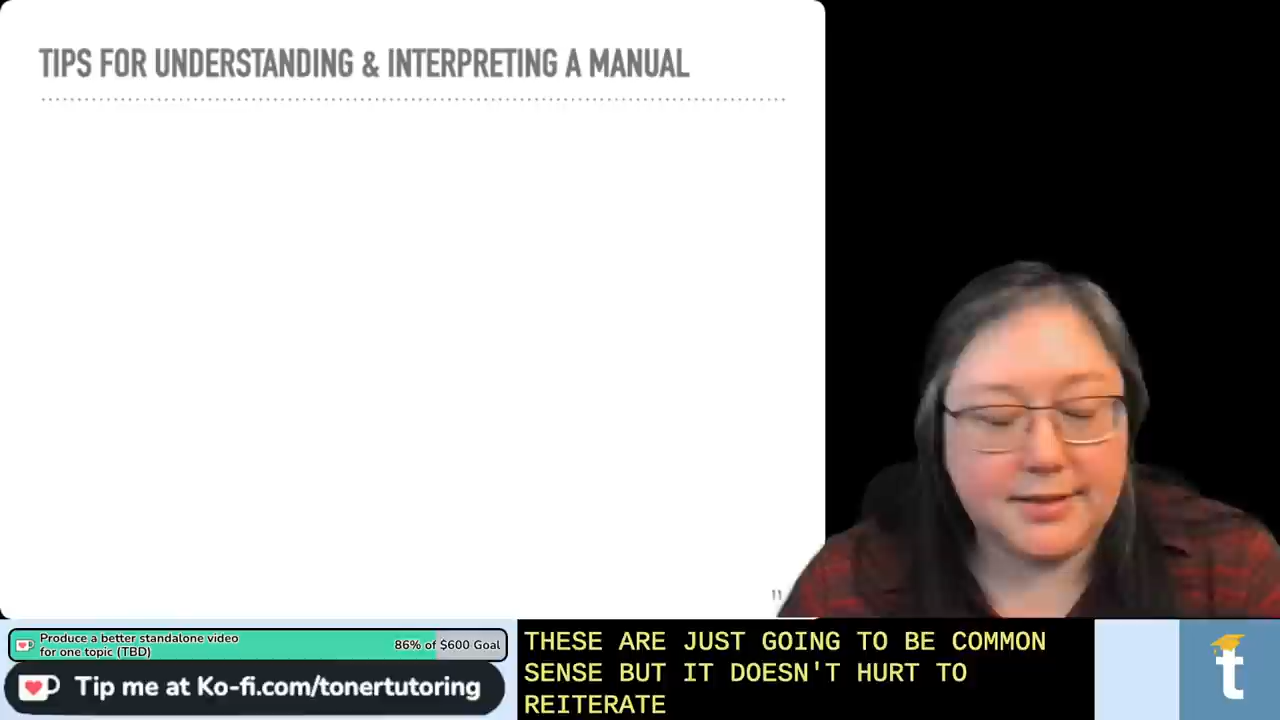 TIPS FOR UNDERSTANDING & INTERPRETING A MANUAL
11
Produce a better standalone video
for one topic (TBD)
86% of $600 Goal
Tip me at Ko-fi.com/tonertutoring
THESE ARE JUST GOING TO BE COMMON
SENSE BUT IT DOESN'T HURT TO
REITERATE
t